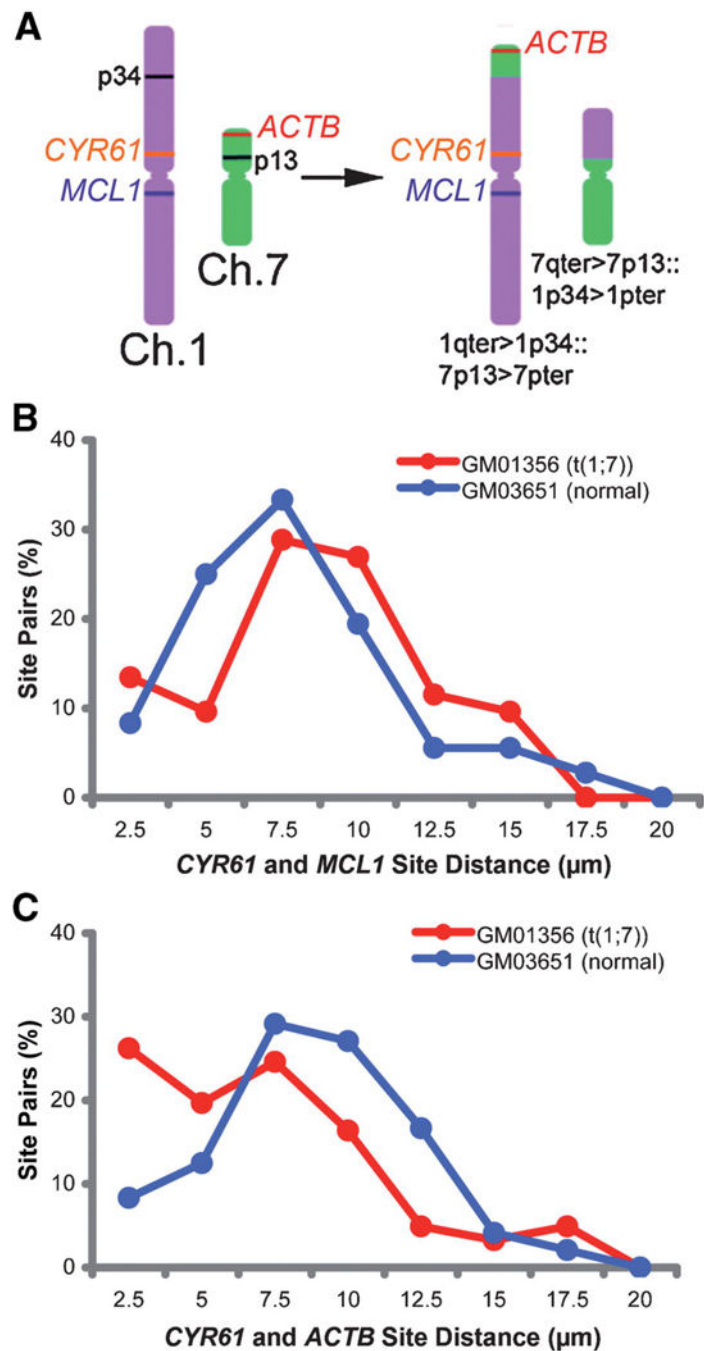 A
p34
CYR61
MCL1
ACTB
p13
Ch.1
Ch.7
ACTB
CYR61
MCL1
7qter>7p13::
1p34>1pter
1qter>1p34::
7p13>7pter
B
40
30
20
10
0
Site Pairs (%)
GM01356 (t(1;7))
GM03651 (normal)
2.5 5 7.5 10 12.5 15 17.5 20
CYR61 and MCL1 Site Distance (µm)
C
40
30
20
10
0
Site Pairs (%)
GM01356 (t(1;7))
GM03651 (normal)
2.5 5 7.5 10 12.5 15 17.5 20
CYR61 and ACTB Site Distance (µm)